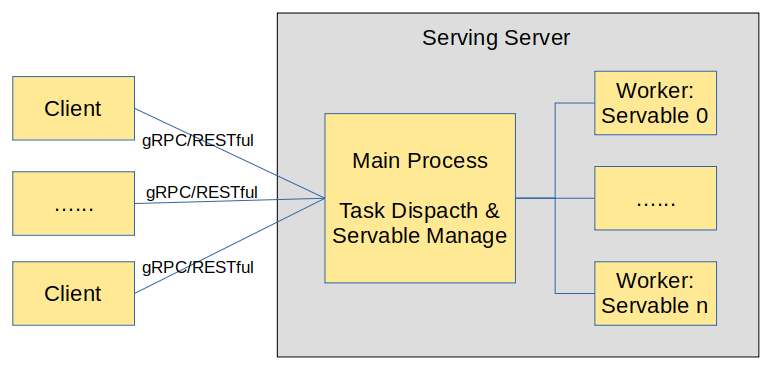 Serving Server
Client
gRPC/RESTful
......
gRPC/RESTful
Client
gRPC/RESTful
Main Process
Task Dispacth &
Servable Manage
Worker:
Servable 0
......
Worker:
Servable n